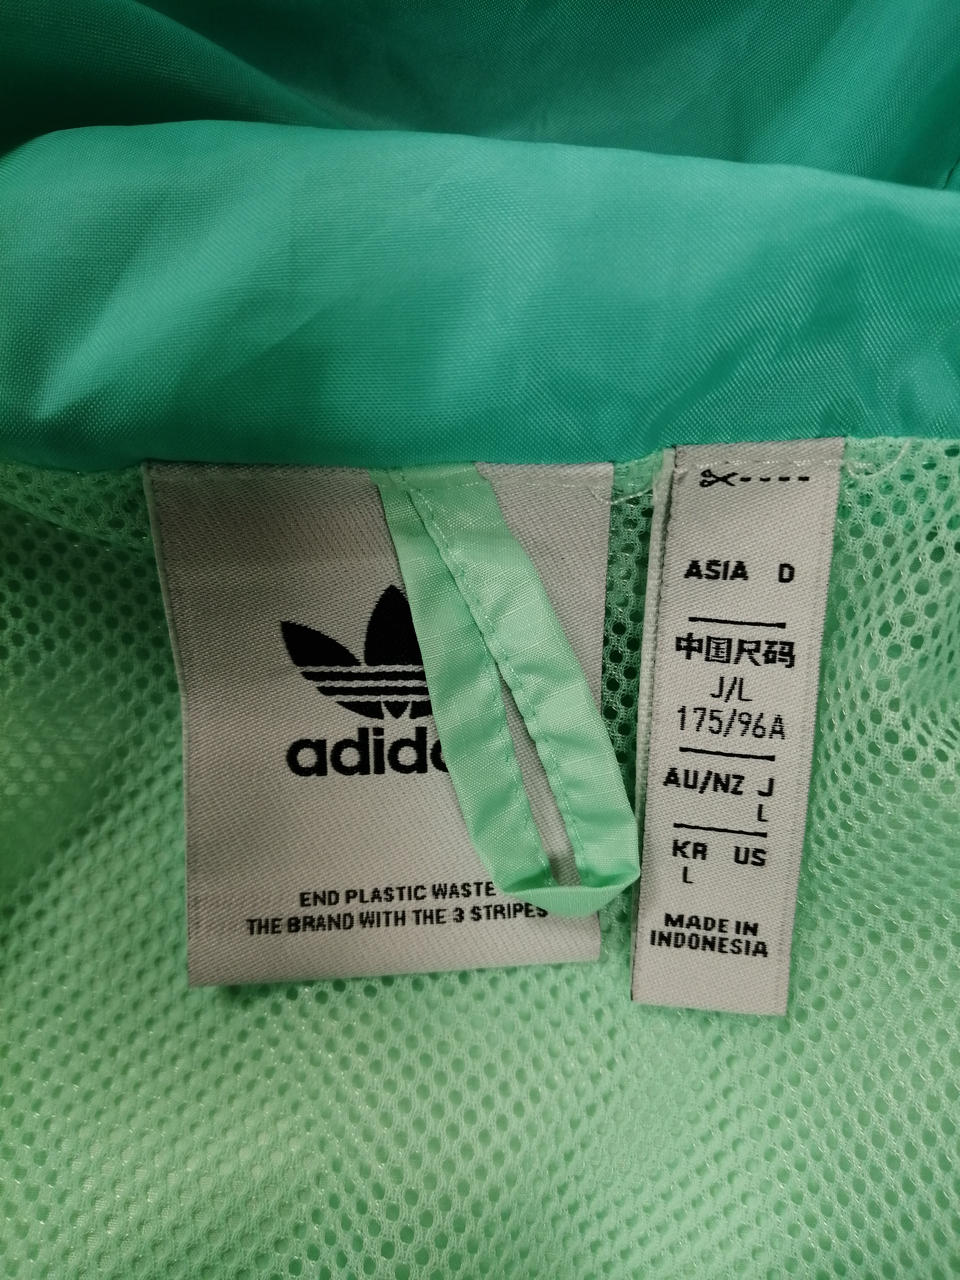 adid
END PLASTIC WASTE
THE BRAND WITH THE 3 STRIPES
ASIA D
中国尺码
J/L
175/96A
AU/NZ J
L
KR US
L
MADE IN
INDONESIA